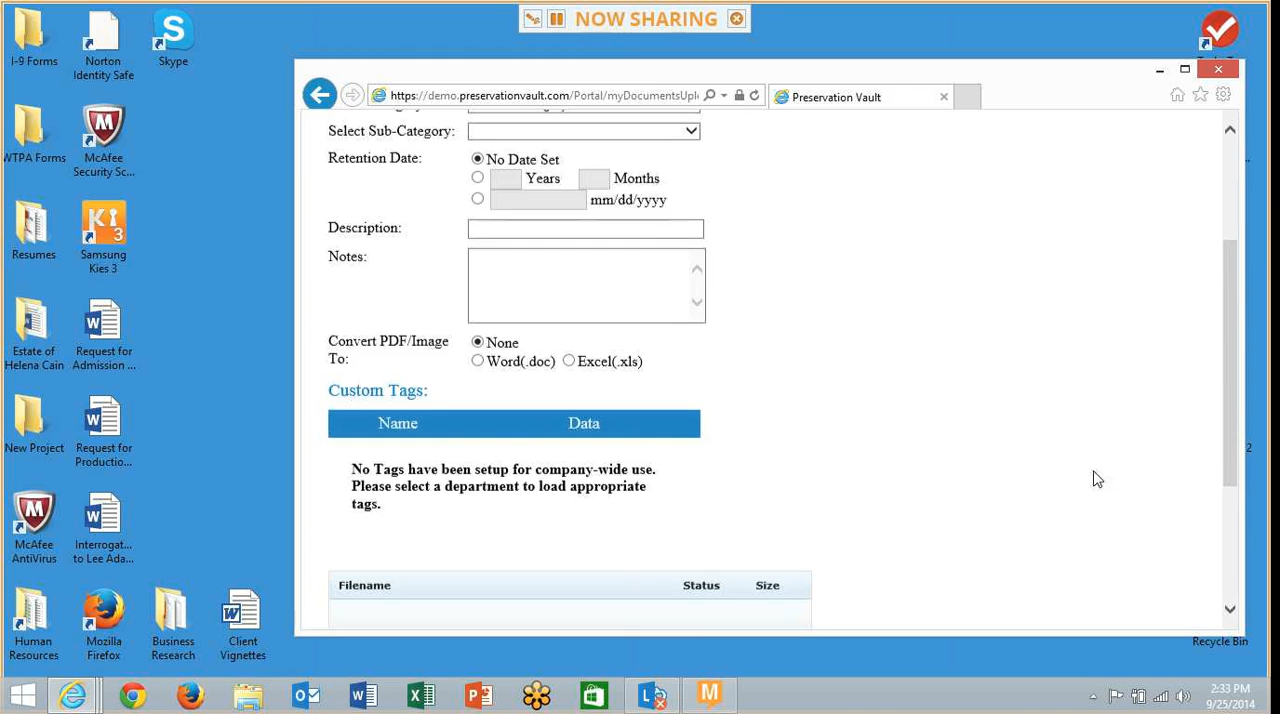 NOW SHARING
I-9 Forms
Norton
Identity Safe
Skype
https://demo.preservationvault.com/Portal/myDocumentsUpl
Preservation Vault
Select Sub-Category:
Retention Date:
No Date Set
Years
Months
mm/dd/yyyy
Description:
Notes:
Convert PDF/Image
To:
None
Word(.doc)
Excel(.xls)
Custom Tags:
Name
Data
No Tags have been setup for company-wide use.
Please select a department to load appropriate
tags.
Filename
Status
Size
WTPA Forms
McAfee
Security Sc...
Resumes
Samsung
Kies 3
Estate of
Helena Cain
Request for
Admission ...
New Project
Request for
Productio...
McAfee
AntiVirus
Interrogat...
to Lee Ada...
Human
Resources
Mozilla
Firefox
Business
Research
Client
Vignettes
Recycle Bin
2:33 PM
9/25/2014